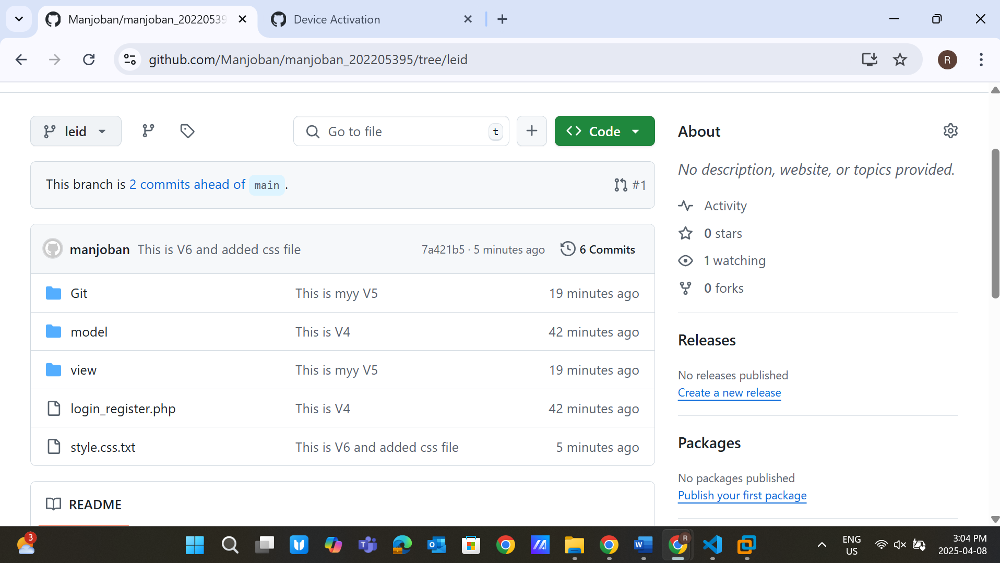 Manjoban/manjoban_20220539
Device Activation
github.com/Manjoban/manjoban_202205395/tree/leid
R
leid
Go to file
t
Code
This branch is 2 commits ahead of main .
#1
manjoban This is V6 and added css file 7a421b5 · 5 minutes ago 6 Commits
Git This is myy V5 19 minutes ago
model This is V4 42 minutes ago
view This is myy V5 19 minutes ago
login_register.php This is V4 42 minutes ago
style.css.txt This is V6 and added css file 5 minutes ago
README
About
No description, website, or topics provided.
Activity
0 stars
1 watching
0 forks
Releases
No releases published
Create a new release
Packages
No packages published
Publish your first package
3
R
ENG
US
3:04 PM
2025-04-08